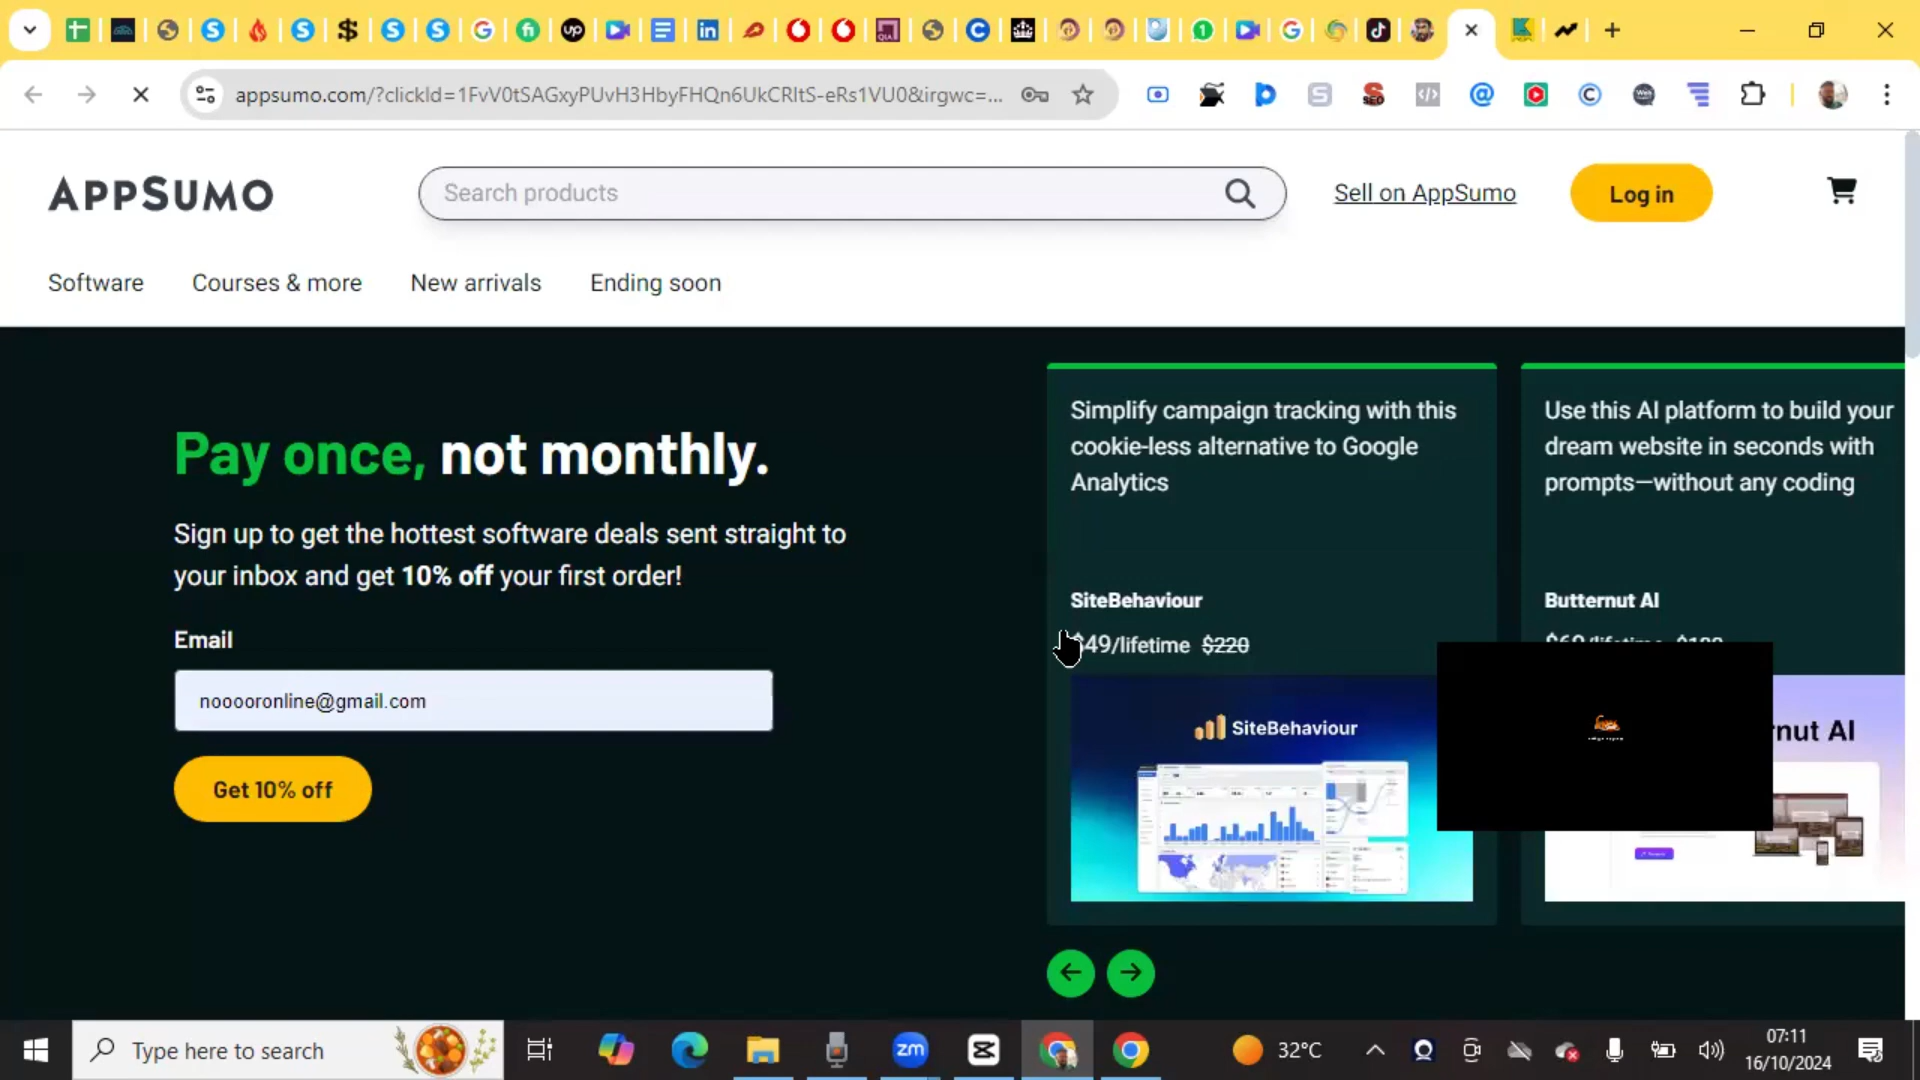 appsumo.com/?clickId=1FvV0tSAGxyPUvH3HbyFHQn6UkCRItS-eRs1VU0&irgwc=...
APPSUMO
Search products
Sell on AppSumo
Log in
Software
Courses & more
New arrivals
Ending soon
Pay once, not monthly.
Sign up to get the hottest software deals sent straight to
your inbox and get 10% off your first order!
Email
nooooronline@gmail.com
Get 10% off
Simplify campaign tracking with this
cookie-less alternative to Google
Analytics
SiteBehaviour
$49/lifetime $220
SiteBehaviour
Use this AI platform to build your
dream website in seconds with
prompts—without any coding
Butternut AI
nut AI
Type here to search
32°C
07:11
16/10/2024